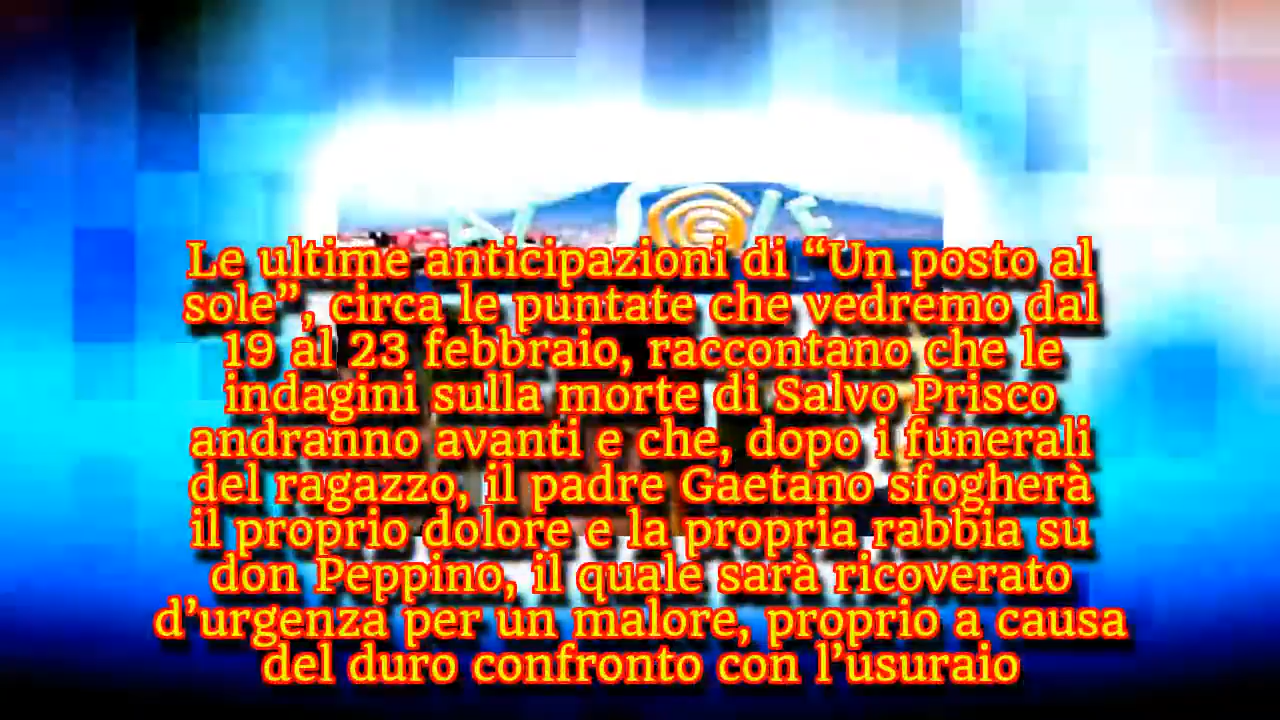 AL SOLE
Le ultime anticipazioni di “Un posto al
sole”, circa le puntate che vedremo dal
19 al 23 febbraio, raccontano che le
indagini sulla morte di Salvo Prisco
andranno avanti e che, dopo i funerali
del ragazzo, il padre Gaetano sfogherà
il proprio dolore e la propria rabbia su
don Peppino, il quale sarà ricoverato
d’urgenza per un malore, proprio a causa
del duro confronto con l’usuraio